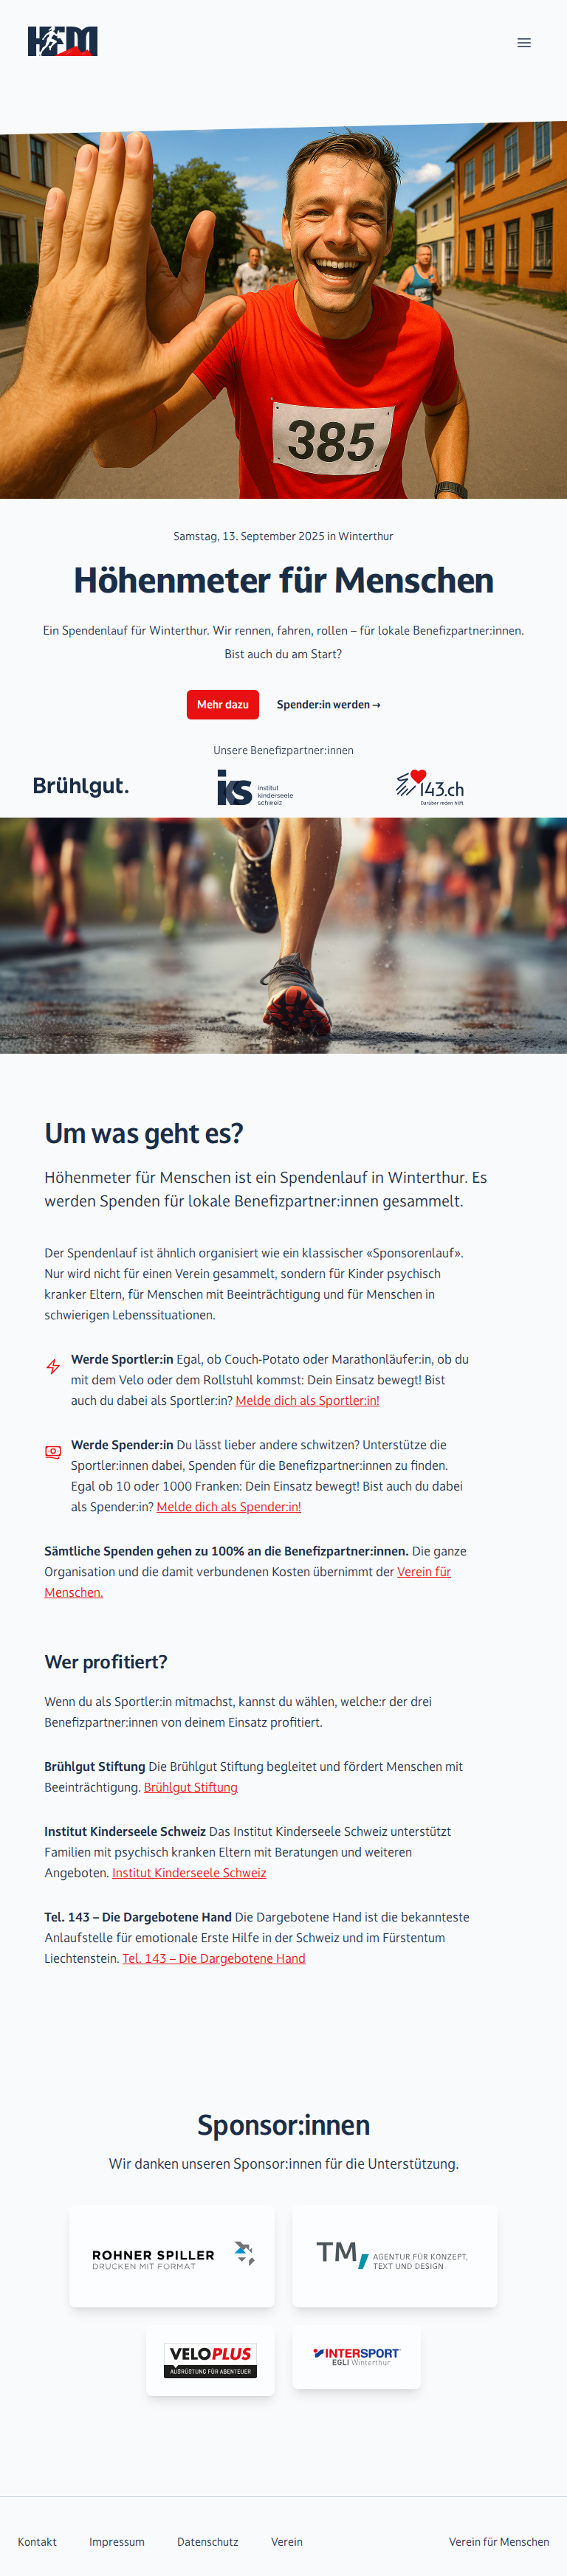 HFM
385
Samstag, 13. September 2025 in Winterthur
Höhenmeter für Menschen
Ein Spendenlauf für Winterthur. Wir rennen, fahren, rollen – für lokale Benefizpartner:innen.
Bist auch du am Start?
Mehr dazu
Spender:in werden →
Unsere Benefizpartner:innen
Brühlgut.
iks institut
kinderseele
schweiz
143.ch
Darüber reden hilft
Um was geht es?
Höhenmeter für Menschen ist ein Spendenlauf in Winterthur. Es
werden Spenden für lokale Benefizpartner:innen gesammelt.
Der Spendenlauf ist ähnlich organisiert wie ein klassischer «Sponsorenlauf».
Nur wird nicht für einen Verein gesammelt, sondern für Kinder psychisch
kranker Eltern, für Menschen mit Beeinträchtigung und für Menschen in
schwierigen Lebenssituationen.
Werde Sportler:in Egal, ob Couch-Potato oder Marathonläufer:in, ob du
mit dem Velo oder dem Rollstuhl kommst: Dein Einsatz bewegt! Bist
auch du dabei als Sportler:in? Melde dich als Sportler:in!
Werde Spender:in Du lässt lieber andere schwitzen? Unterstütze die
Sportler:innen dabei, Spenden für die Benefizpartner:innen zu finden.
Egal ob 10 oder 1000 Franken: Dein Einsatz bewegt! Bist auch du dabei
als Spender:in? Melde dich als Spender:in!
Sämtliche Spenden gehen zu 100% an die Benefizpartner:innen. Die ganze
Organisation und die damit verbundenen Kosten übernimmt der Verein für
Menschen.
Wer profitiert?
Wenn du als Sportler:in mitmachst, kannst du wählen, welche:r der drei
Benefizpartner:innen von deinem Einsatz profitiert.
Brühlgut Stiftung Die Brühlgut Stiftung begleitet und fördert Menschen mit
Beeinträchtigung. Brühlgut Stiftung
Institut Kinderseele Schweiz Das Institut Kinderseele Schweiz unterstützt
Familien mit psychisch kranken Eltern mit Beratungen und weiteren
Angeboten. Institut Kinderseele Schweiz
Tel. 143 – Die Dargebotene Hand Die Dargebotene Hand ist die bekannteste
Anlaufstelle für emotionale Erste Hilfe in der Schweiz und im Fürstentum
Liechtenstein. Tel. 143 – Die Dargebotene Hand
Sponsor:innen
Wir danken unseren Sponsor:innen für die Unterstützung.
ROHNER SPILLER
DRUCKEN MIT FORMAT
TM, AGENTUR FÜR KONZEPT,
TEXT UND DESIGN
VELOPLUS
AUSRÜSTUNG FÜR ABENTEUER
INTERSPORT
EGLI Winterthur
Kontakt
Impressum
Datenschutz
Verein
Verein für Menschen